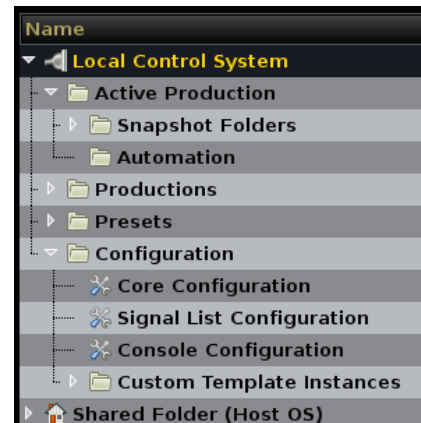 Name
Local Control System
Active Production
Snapshot Folders
Automation
Productions
Presets
Configuration
Core Configuration
Signal List Configuration
Console Configuration
Custom Template Instances
Shared Folder (Host OS)